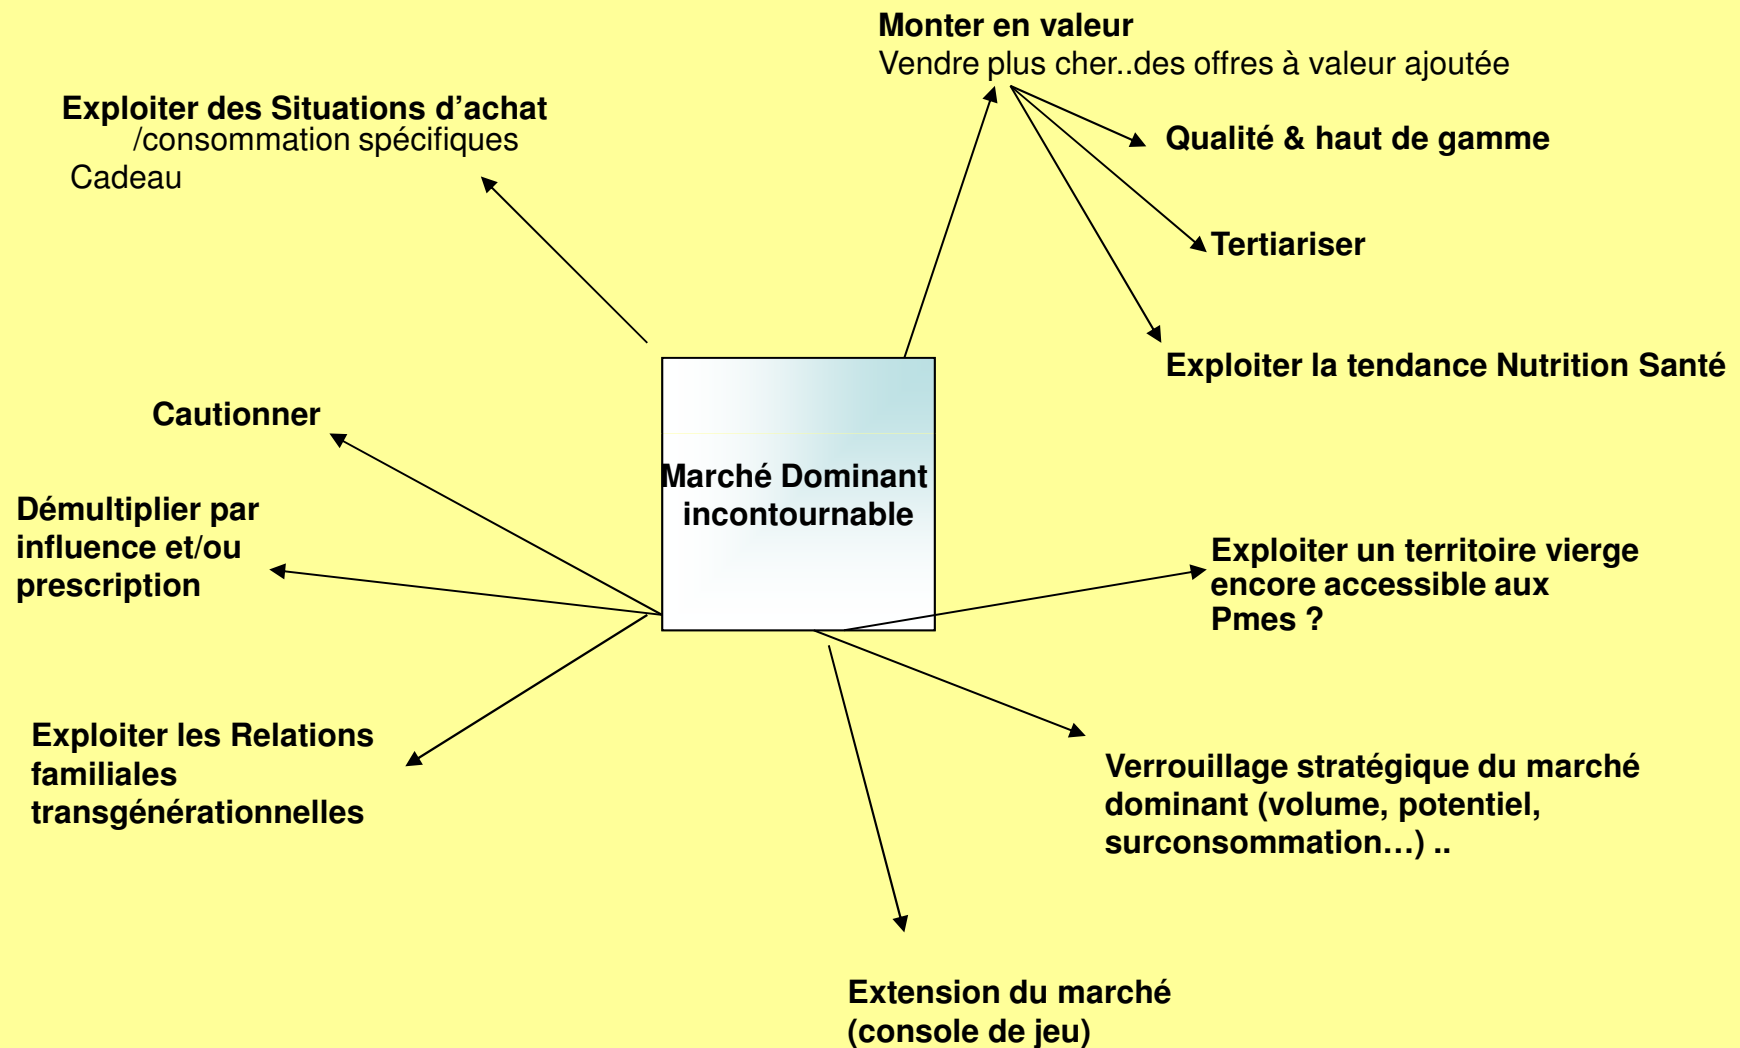 Monter en valeur
Vendre plus cher..des offres à valeur ajoutée
Exploiter des Situations d’achat
/consommation spécifiques
Cadeau
Qualité & haut de gamme
Tertiariser
Exploiter la tendance Nutrition Santé
Cautionner
Marché Dominant
incontournable
Démultiplier par
influence et/ou
prescription
Exploiter un territoire vierge
encore accessible aux
Pmes ?
Exploiter les Relations
familiales
transgénérationnelles
Verrouillage stratégique du marché
dominant (volume, potentiel,
surconsommation…) ..
Extension du marché
(console de jeu)